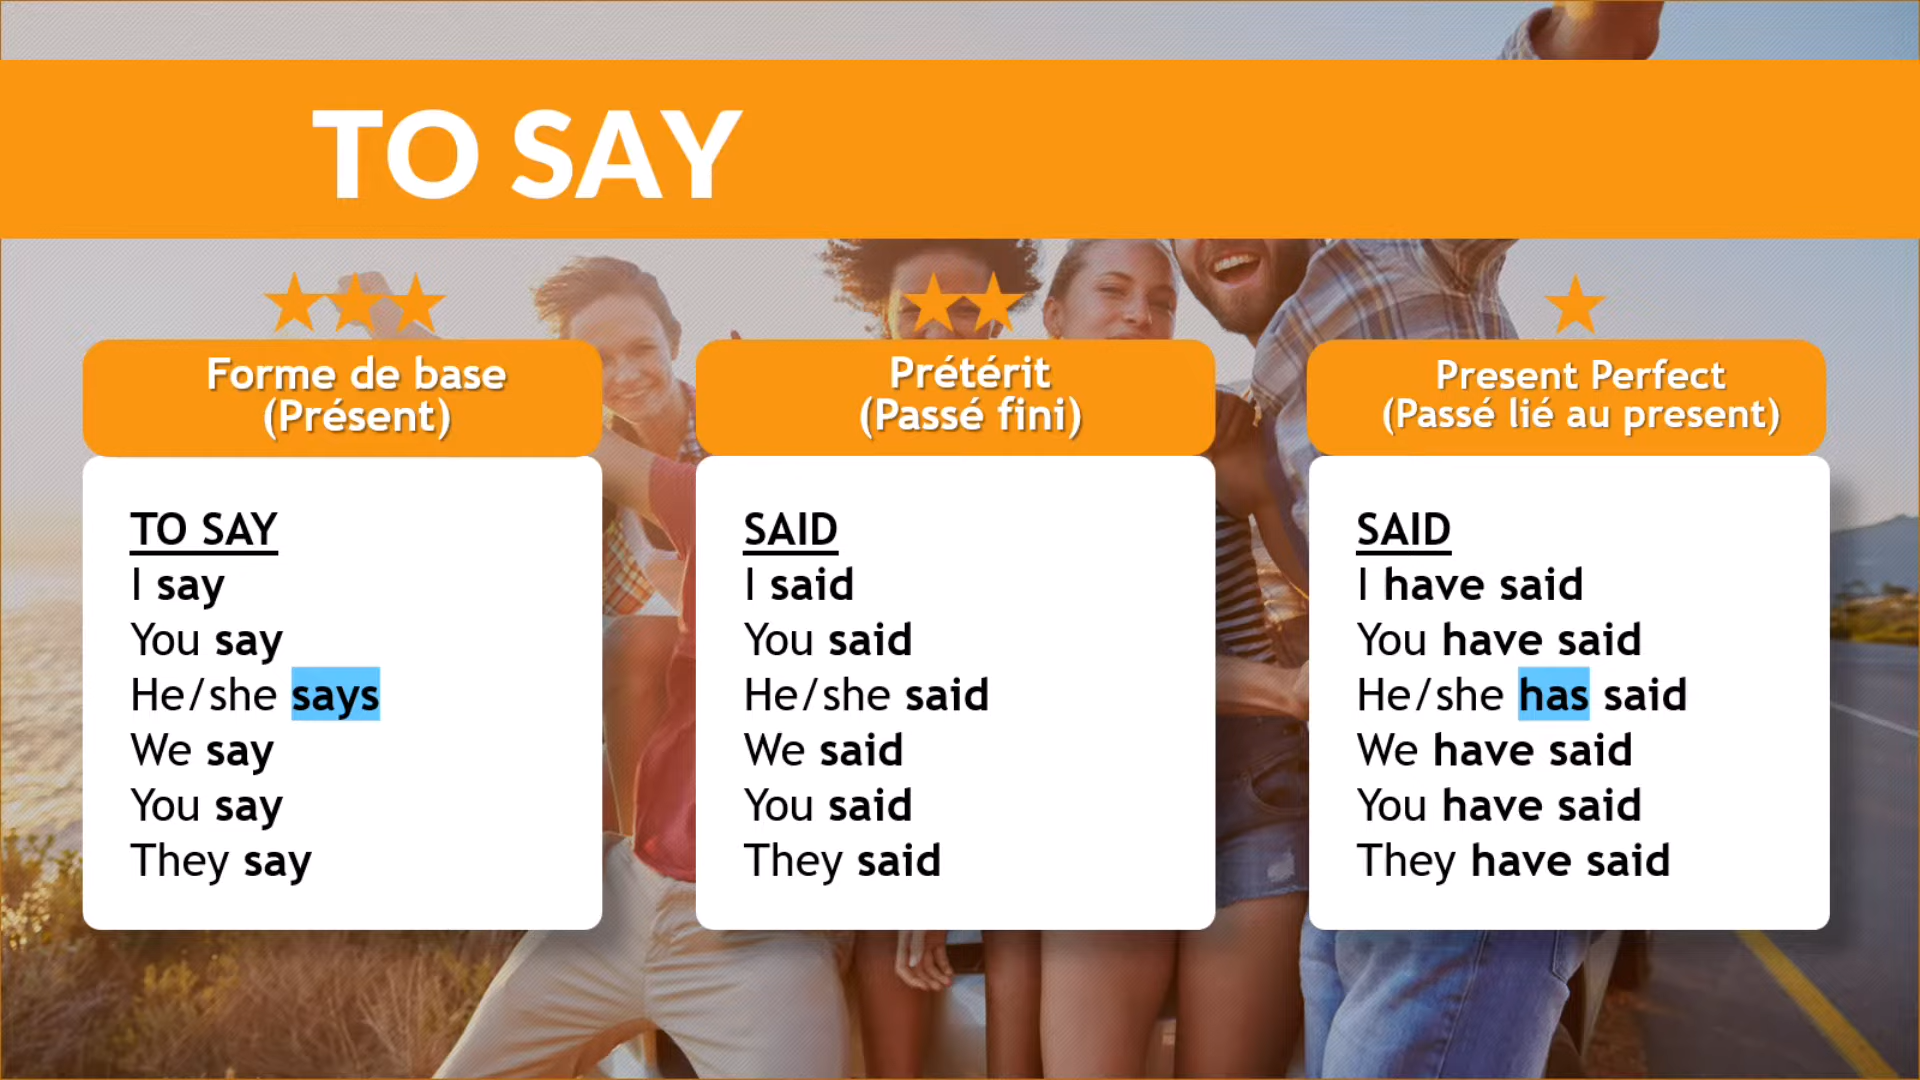 TO SAY
Forme de base
(Présent)
TO SAY
I say
You say
He/she says
We say
You say
They say
Prétérit
(Passé fini)
SAID
I said
You said
He/she said
We said
You said
They said
Present Perfect
(Passé lié au present)
SAID
I have said
You have said
He/she has said
We have said
You have said
They have said